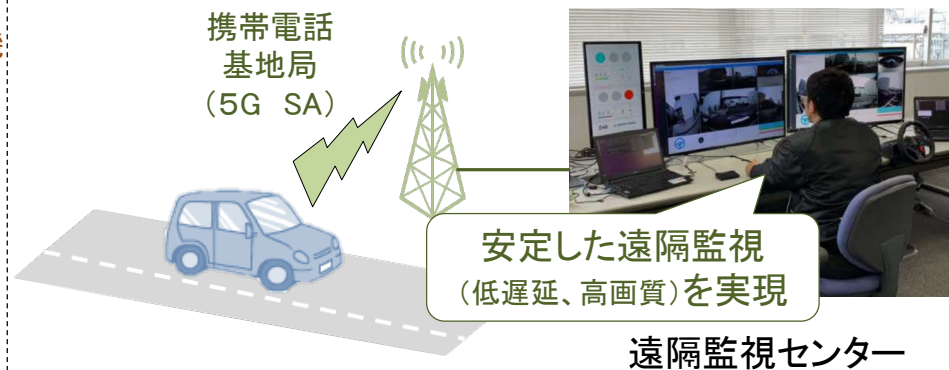 携帯電話
基地局
（5G SA）
安定した遠隔監視
（低遅延、高画質）を実現
遠隔監視センター